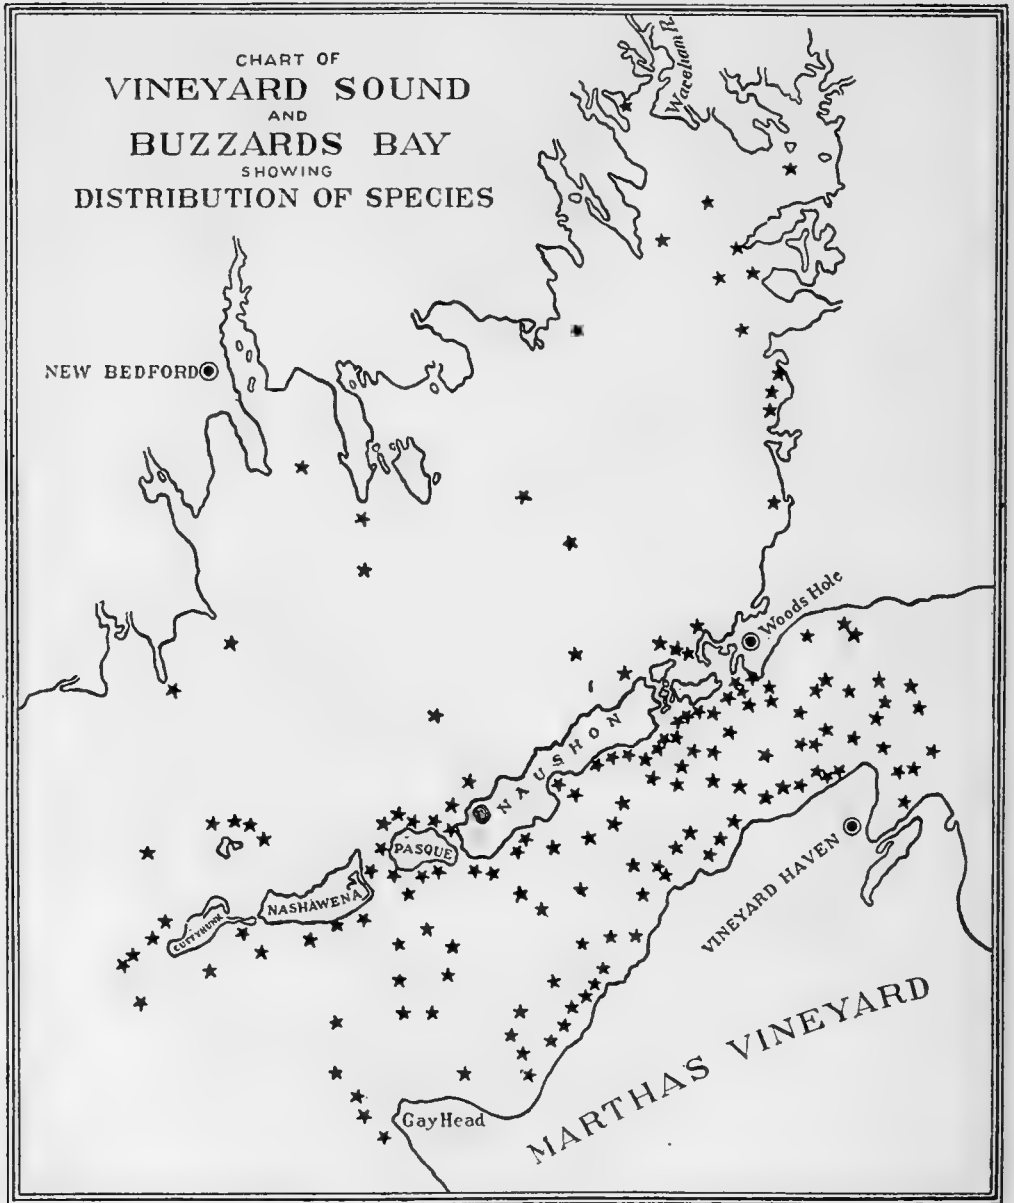 CHART OF
VINEYARD SOUND
AND
BUZZARDS BAY
SHOWING
DISTRIBUTION OF SPECIES
Wareham R.
NEW BEDFORD
Woods Hole
NAUSHON
PASQUE
NASHAWENA
CUTTYHUNK
VINEYARD HAVEN
MARTHAS VINEYARD
Gay Head